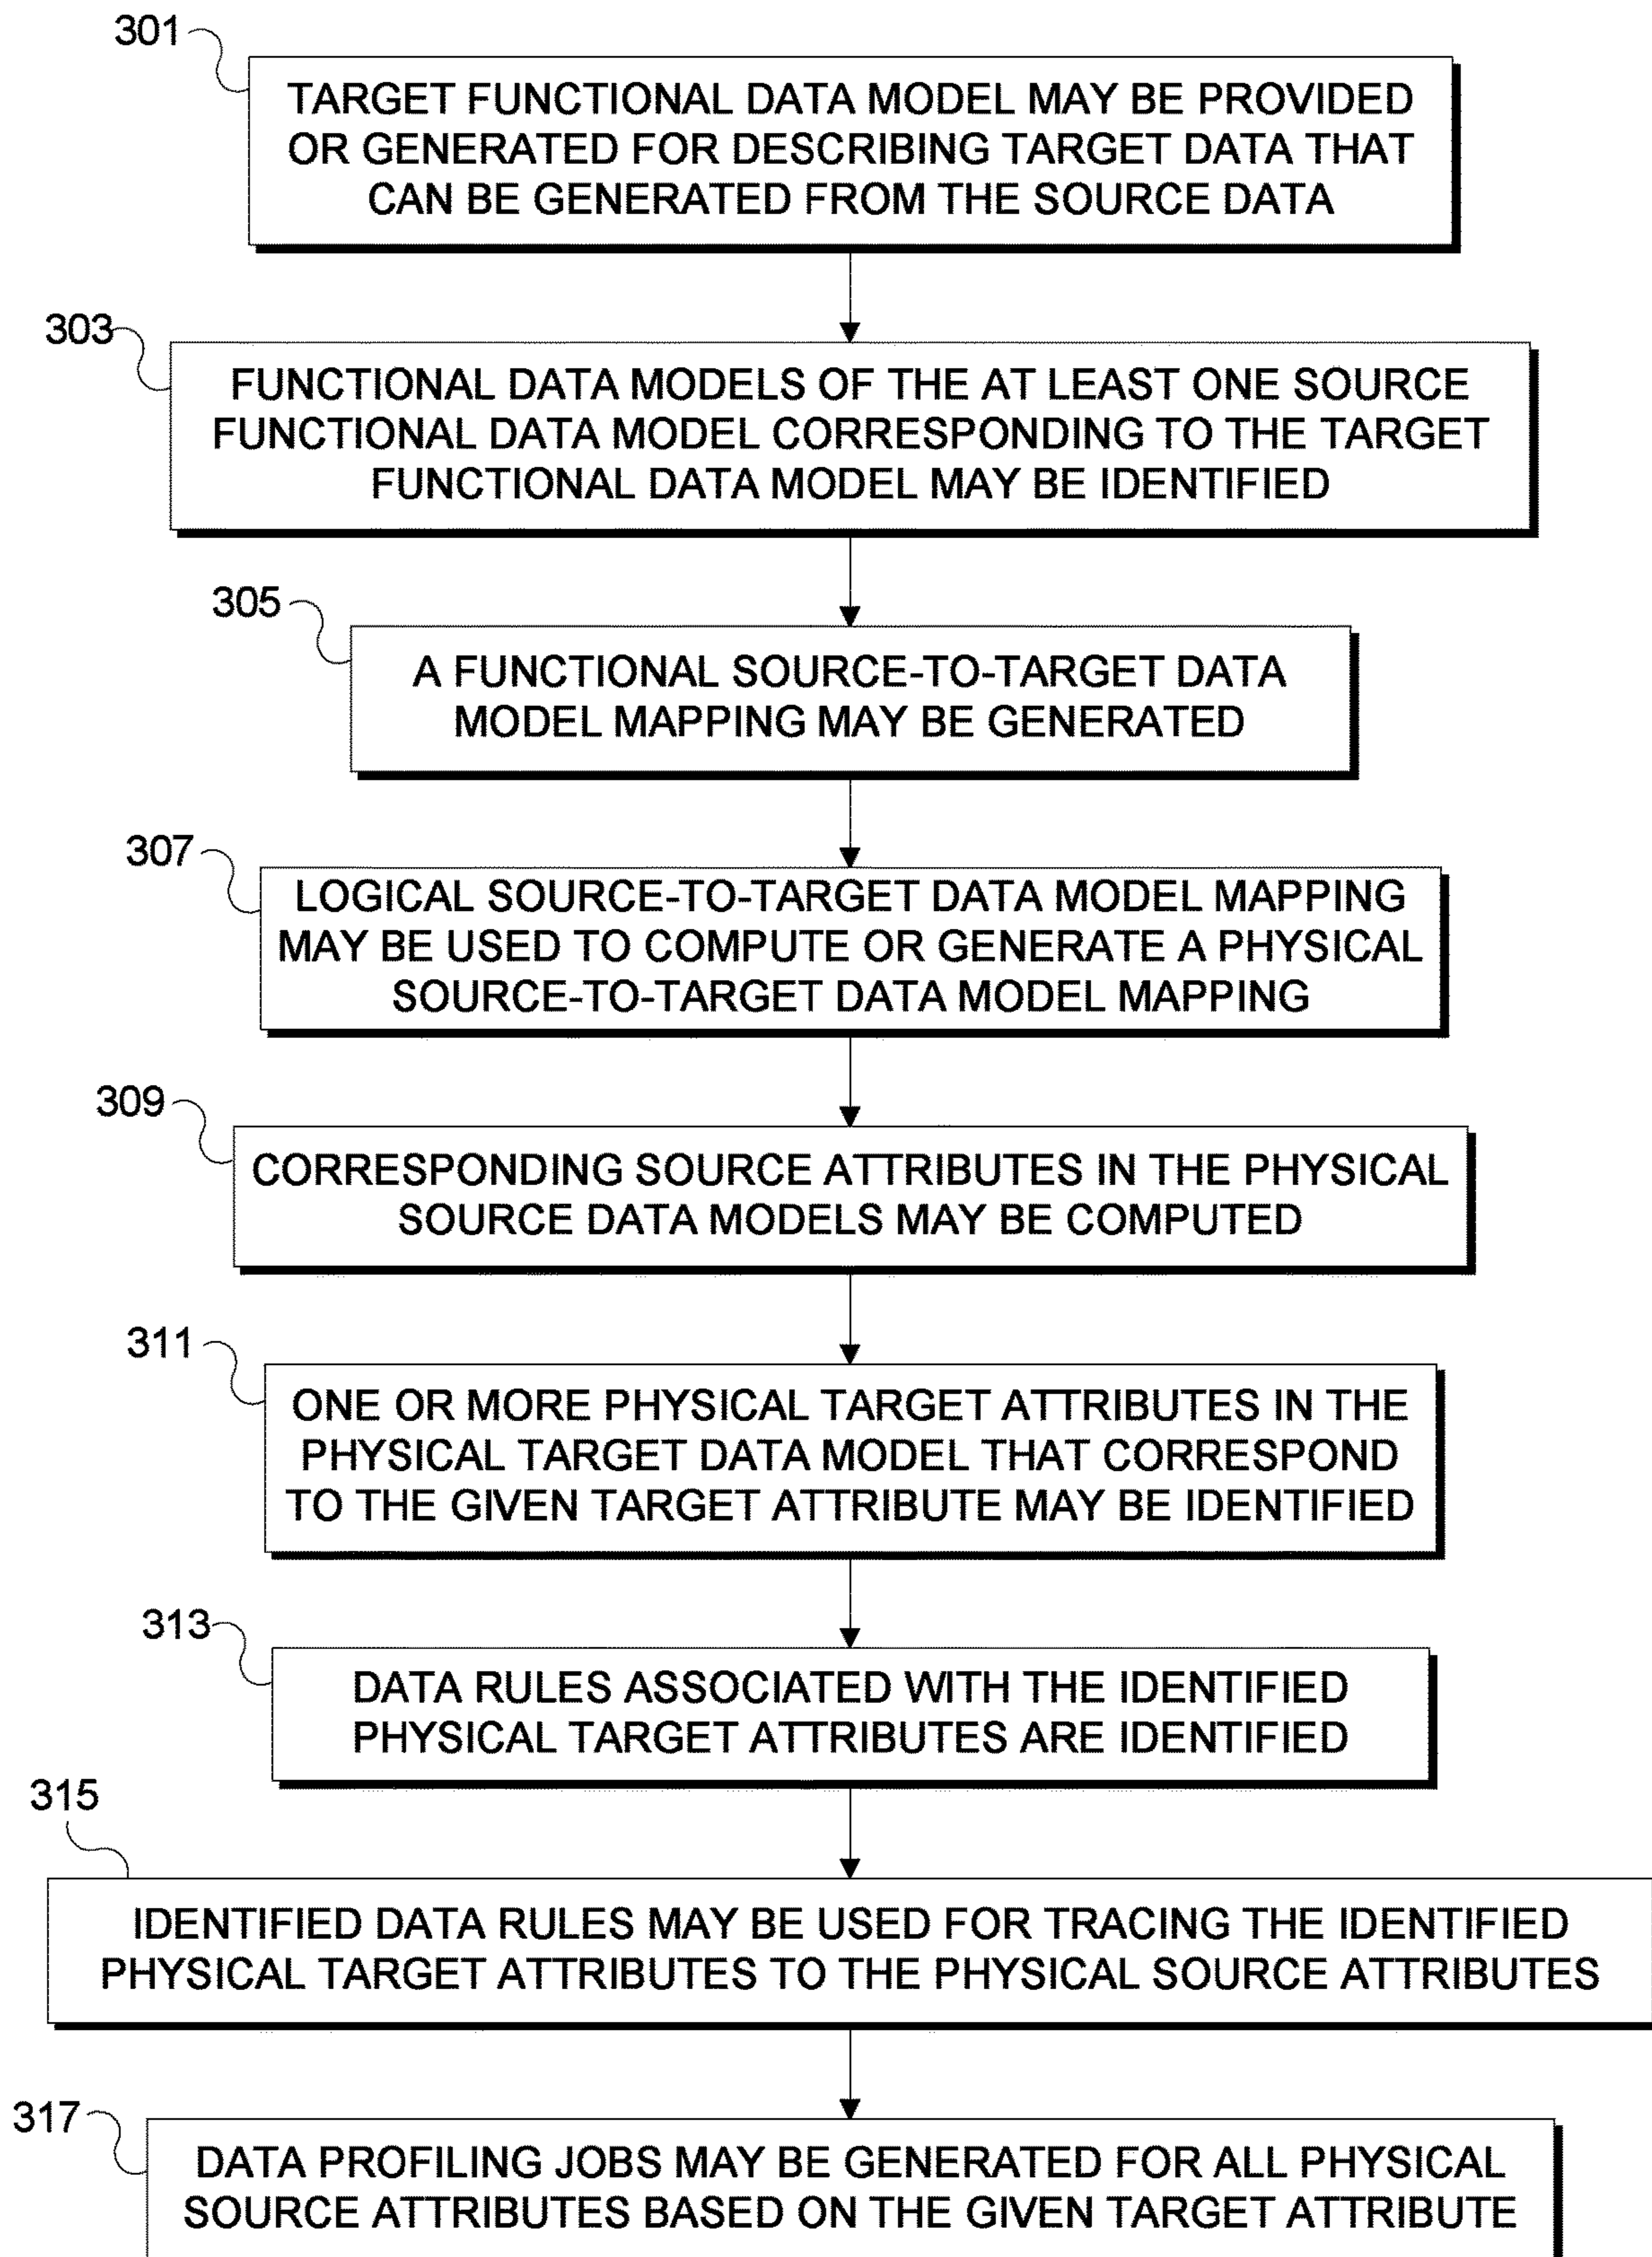 301
TARGET FUNCTIONAL DATA MODEL MAY BE PROVIDED
OR GENERATED FOR DESCRIBING TARGET DATA THAT
CAN BE GENERATED FROM THE SOURCE DATA
303
FUNCTIONAL DATA MODELS OF THE AT LEAST ONE SOURCE
FUNCTIONAL DATA MODEL CORRESPONDING TO THE TARGET
FUNCTIONAL DATA MODEL MAY BE IDENTIFIED
305
A FUNCTIONAL SOURCE-TO-TARGET DATA
MODEL MAPPING MAY BE GENERATED
307
LOGICAL SOURCE-TO-TARGET DATA MODEL MAPPING
MAY BE USED TO COMPUTE OR GENERATE A PHYSICAL
SOURCE-TO-TARGET DATA MODEL MAPPING
309
CORRESPONDING SOURCE ATTRIBUTES IN THE PHYSICAL
SOURCE DATA MODELS MAY BE COMPUTED
311
ONE OR MORE PHYSICAL TARGET ATTRIBUTES IN THE
PHYSICAL TARGET DATA MODEL THAT CORRESPOND
TO THE GIVEN TARGET ATTRIBUTE MAY BE IDENTIFIED
313
DATA RULES ASSOCIATED WITH THE IDENTIFIED
PHYSICAL TARGET ATTRIBUTES ARE IDENTIFIED
315
IDENTIFIED DATA RULES MAY BE USED FOR TRACING THE IDENTIFIED
PHYSICAL TARGET ATTRIBUTES TO THE PHYSICAL SOURCE ATTRIBUTES
317
DATA PROFILING JOBS MAY BE GENERATED FOR ALL PHYSICAL
SOURCE ATTRIBUTES BASED ON THE GIVEN TARGET ATTRIBUTE